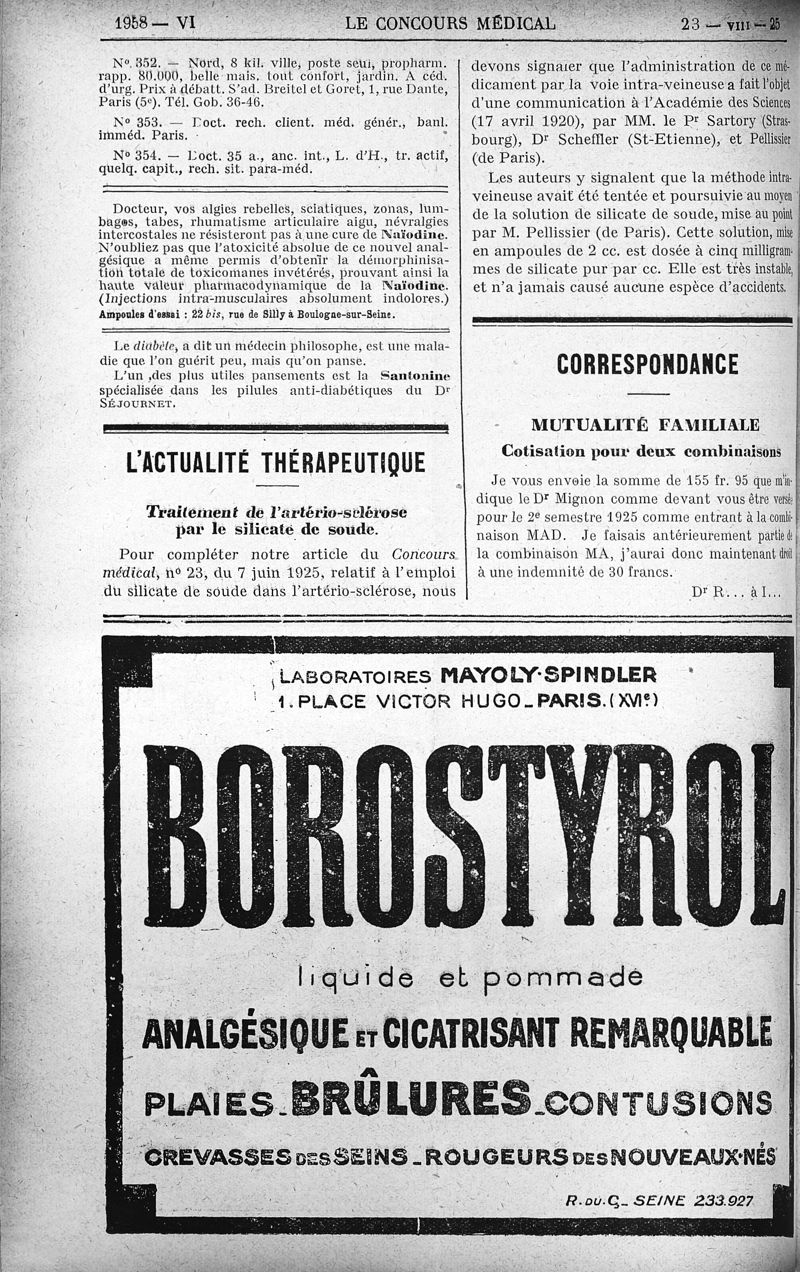 1958 — VI
LE CONCOURS MÉDICAL
23 — VIII — 25
N° 352. — Nord, 8 kil. ville, poste seul, propharm.
rapp. 80.000, belle mais. tout confort, jardin. A céd.
d'urg. Prix à débatt. S'ad. Breitel et Goret, 1, rue Dante,
Paris (5e). Tél. Gob. 36-46.
N° 353. — Doct. rech. client. méd. génér., banl.
imméd. Paris.
N° 354. — Doct. 35 a., anc. int., L. d'H., tr. actif,
quelq. capit., rech. sit. para-méd.
Docteur, vos algies rebelles, sciatiques, zonas, lum-
bagos, tabes, rhumatisme articulaire aigu, névralgies
intercostales ne résisteront pas à une cure de Naïodine.
N'oubliez pas que l'atoxicité absolue de ce nouvel anal-
gésique a même permis d'obtenir la démorphinisa-
tion totale de toxicomanes invétérés, prouvant ainsi la
haute valeur pharmacodynamique de la Naïodine.
(Injections intra-musculaires absolument indolores.)
Ampoules d'essai : 22 bis, rue de Silly à Boulogne-sur-Seine.
Le diabète, a dit un médecin philosophe, est une mala-
die que l'on guérit peu, mais qu'on panse.
L'un des plus utiles pansements est la Santonine
spécialisée dans les pilules anti-diabétiques du Dr
SÉJOURNET.
L'ACTUALITÉ THÉRAPEUTIQUE
Traitement de l'artério-sclérose
par le silicate de soude.
Pour compléter notre article du Concours
médical, n° 23, du 7 juin 1925, relatif à l'emploi
du silicate de soude dans l'artério-sclérose, nous
devons signaler que l'administration de ce mé-
dicament par la voie intra-veineuse a fait l'objet
d'une communication à l'Académie des Sciences
(17 avril 1920), par MM. le Pr Sartory (Stras-
bourg), Dr Scheffler (St-Etienne), et Pellissier
(de Paris).
Les auteurs y signalent que la méthode intra-
veineuse avait été tentée et poursuivie au moyen
de la solution de silicate de soude, mise au point
par M. Pellissier (de Paris). Cette solution, mise
en ampoules de 2 cc. est dosée à cinq milligram-
mes de silicate pur par cc. Elle est très instable,
et n'a jamais causé aucune espèce d'accidents.
CORRESPONDANCE
MUTUALITÉ FAMILIALE
Cotisation pour deux combinaisons
Je vous envoie la somme de 155 fr. 95 que m'in-
dique le Dr Mignon comme devant vous être versée
pour le 2e semestre 1925 comme entrant à la combi-
naison MAD. Je faisais antérieurement partie de
la combinaison MA, j'aurai donc maintenant droit
à une indemnité de 30 francs.
Dr R... à I...
LABORATOIRES MAYOLY-SPINDLER
1. PLACE VICTOR HUGO_PARIS.(XVIe)
BOROSTYROL
liquide et pommade
ANALGÉSIQUE ET CICATRISANT REMARQUABLE
PLAIES_BRÛLURES_CONTUSIONS
CREVASSES DES SEINS_ROUGEURS DES NOUVEAUX-NÉS
R. DU. C_ SEINE 233.927